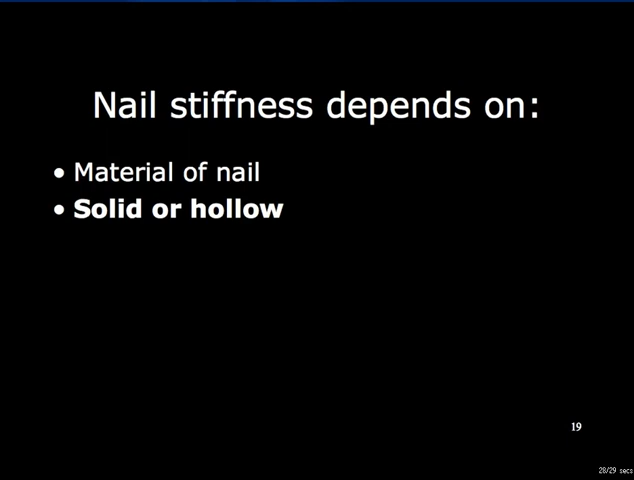 Nail stiffness depends on:
• Material of nail
• Solid or hollow
19
28/29 secs